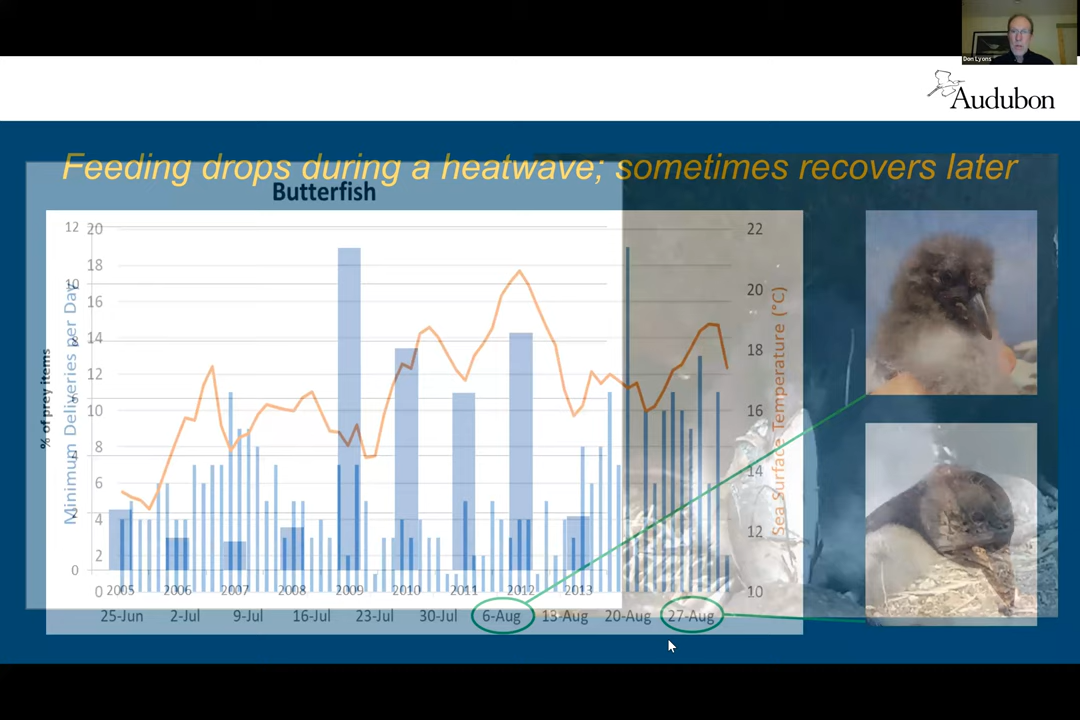 Don Lyons
Audubon
Feeding drops during a heatwave; sometimes recovers later
Butterfish
% of prey items
12
10
8
6
4
2
0
2005 2006 2007 2008 2009 2010 2011 2012 2013
Minimum Deliveries per Day
20
18
16
14
12
10
8
6
4
2
0
22
20
18
16
14
12
10
Sea Surface Temperature (°C)
25-Jun 2-Jul 9-Jul 16-Jul 23-Jul 30-Jul 6-Aug 13-Aug 20-Aug 27-Aug